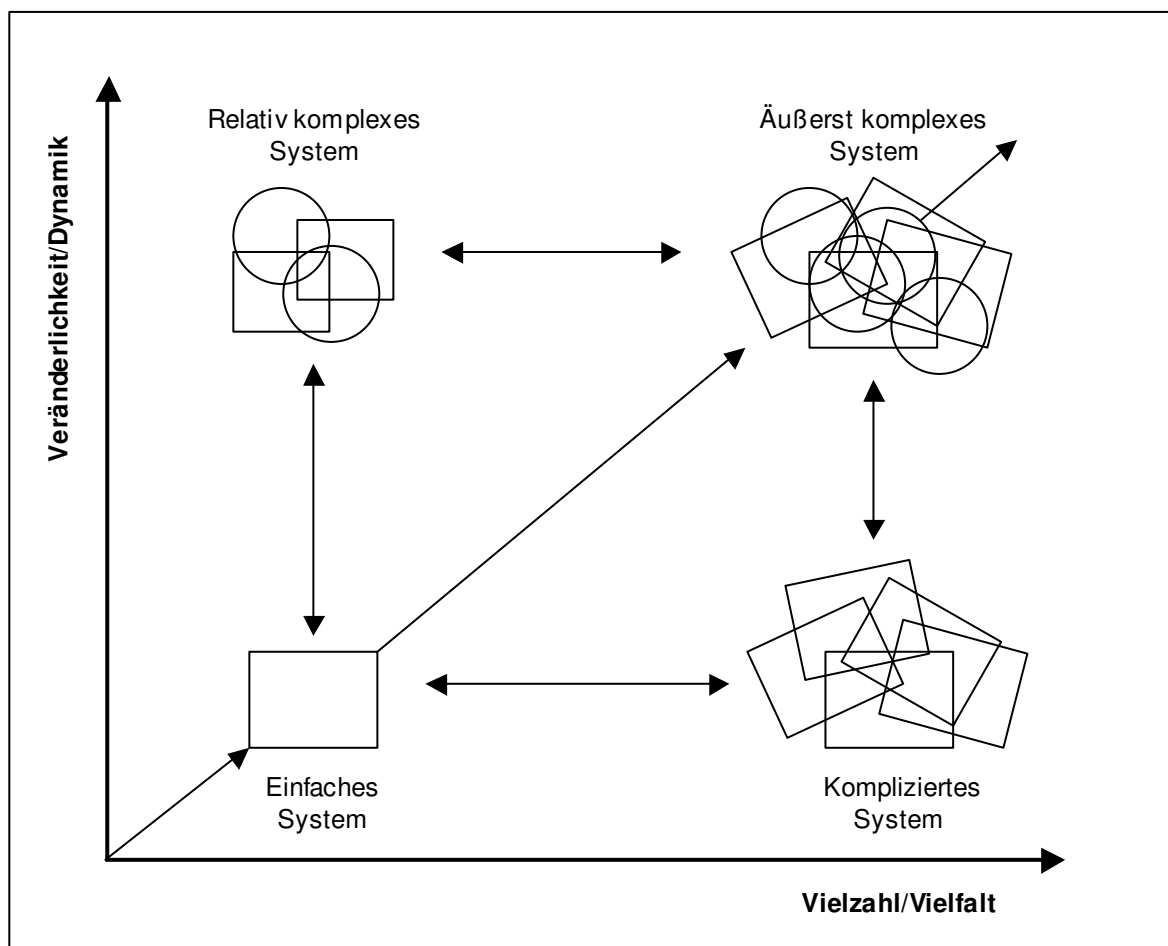 Relativ komplexes
System
Äußerst komplexes
System
Veränderlichkeit/Dynamik
Einfaches
System
Kompliziertes
System
Vielzahl/Vielfalt